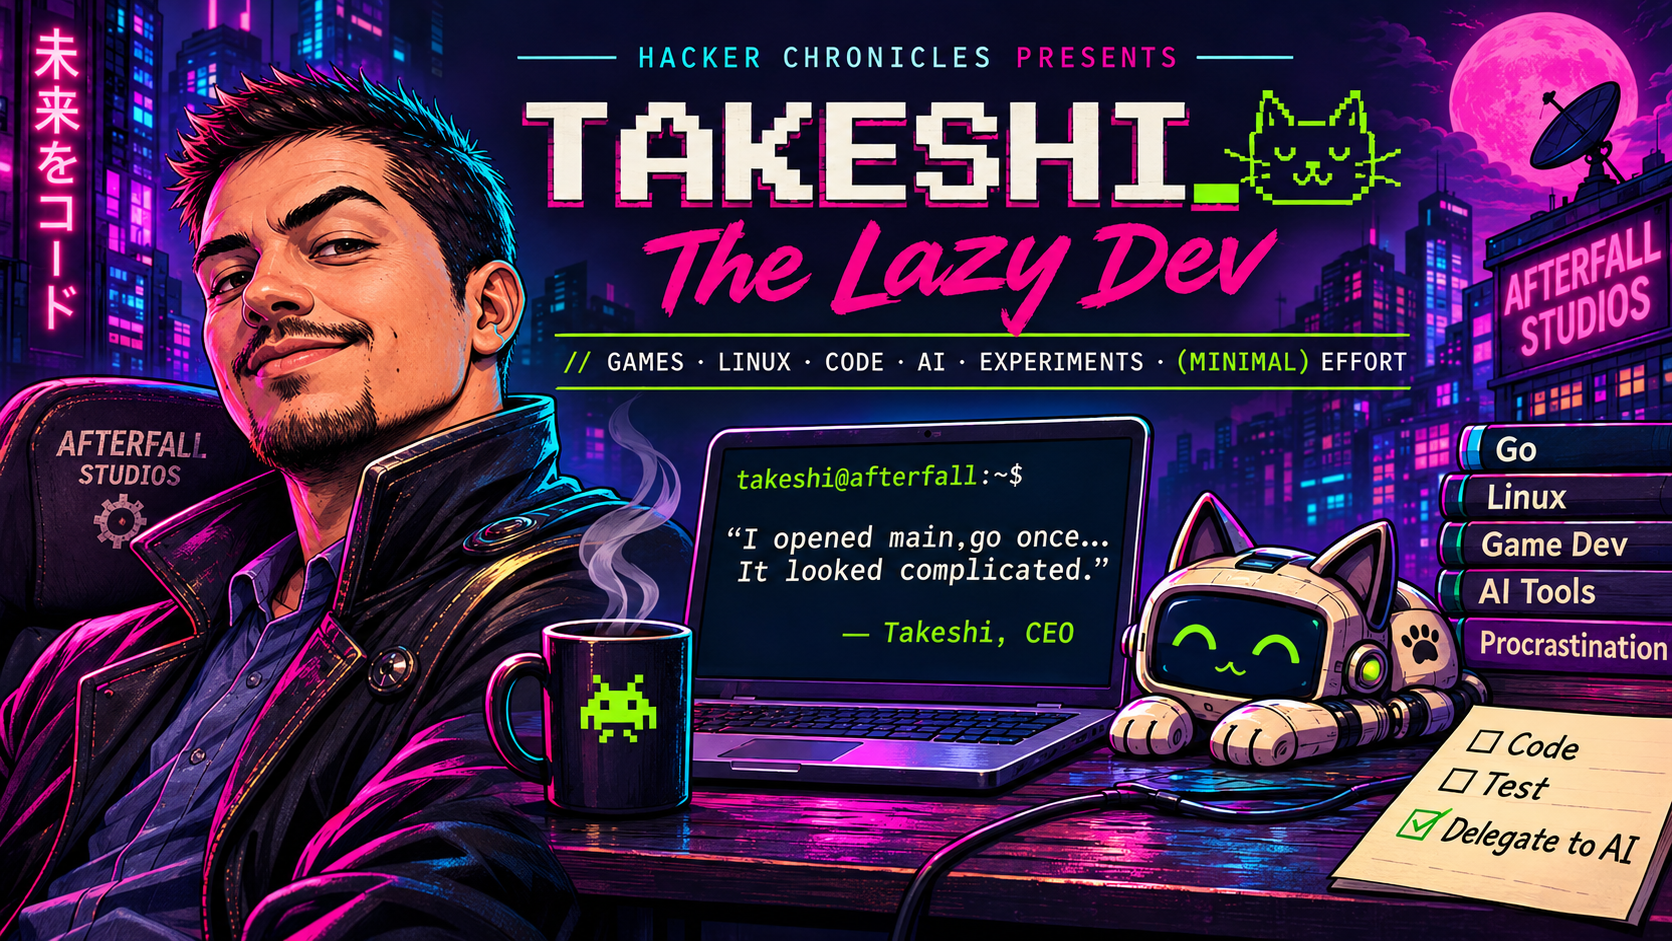 未来をコード
HACKER CHRONICLES PRESENTS
TAKESHI_
The Lazy Dev
// GAMES · LINUX · CODE · AI · EXPERIMENTS · (MINIMAL) EFFORT
AFTERFALL
STUDIOS
AFTERFALL
STUDIOS
takeshi@afterfall:~$
“I opened main,go once...
It looked complicated.”
— Takeshi, CEO
Go
Linux
Game Dev
AI Tools
Procrastination
Code
Test
Delegate to AI